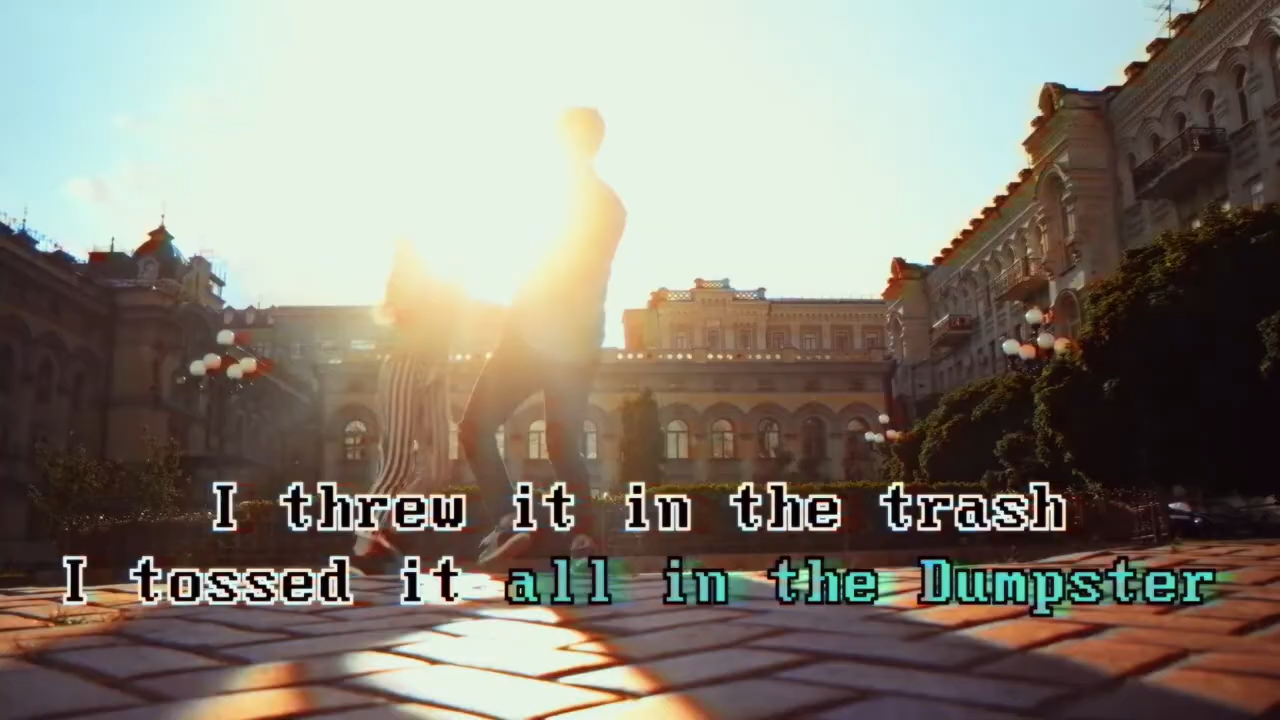 I threw it in the trash
I tossed it all in the Dumpster